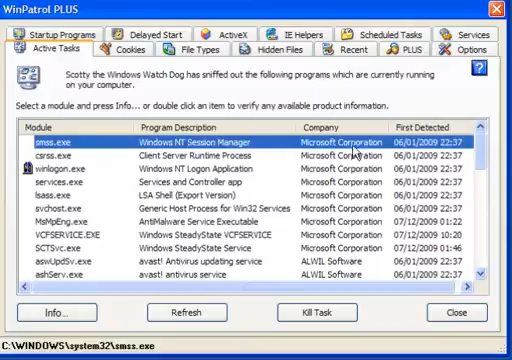 WinPatrol PLUS
Startup Programs Delayed Start ActiveX IE Helpers Scheduled Tasks Services
Active Tasks Cookies File Types Hidden Files Recent PLUS Options
Scotty the Windows Watch Dog has sniffed out the following programs which are currently running
on your computer.
Select a module and press Info... or double click an item to verify any available product information.
Module Program Description Company First Detected
smss.exe Windows NT Session Manager Microsoft Corporation 06/01/2009 22:37
csrss.exe Client Server Runtime Process Microsoft Corporation 06/01/2009 22:37
winlogon.exe Windows NT Logon Application Microsoft Corporation 06/01/2009 22:37
services.exe Services and Controller app Microsoft Corporation 06/01/2009 22:37
lsass.exe LSA Shell (Export Version) Microsoft Corporation 06/01/2009 22:37
svchost.exe Generic Host Process for Win32 Services Microsoft Corporation 06/01/2009 22:37
MsMpEng.exe AntiMalware Service Executable Microsoft Corporation 07/12/2009 01:22
VCFSERVICE.EXE Windows SteadyState VCFSERVICE Microsoft Corporation 07/12/2009 10:20
SCTSvc.exe Windows SteadyState Service Microsoft Corporation 07/12/2009 01:46
aswUpdSv.exe avast! Antivirus updating service ALWIL Software 06/01/2009 22:37
ashServ.exe avast! antivirus service ALWIL Software 06/01/2009 22:37
Info... Refresh Kill Task Close
C:\WINDOWS\system32\smss.exe